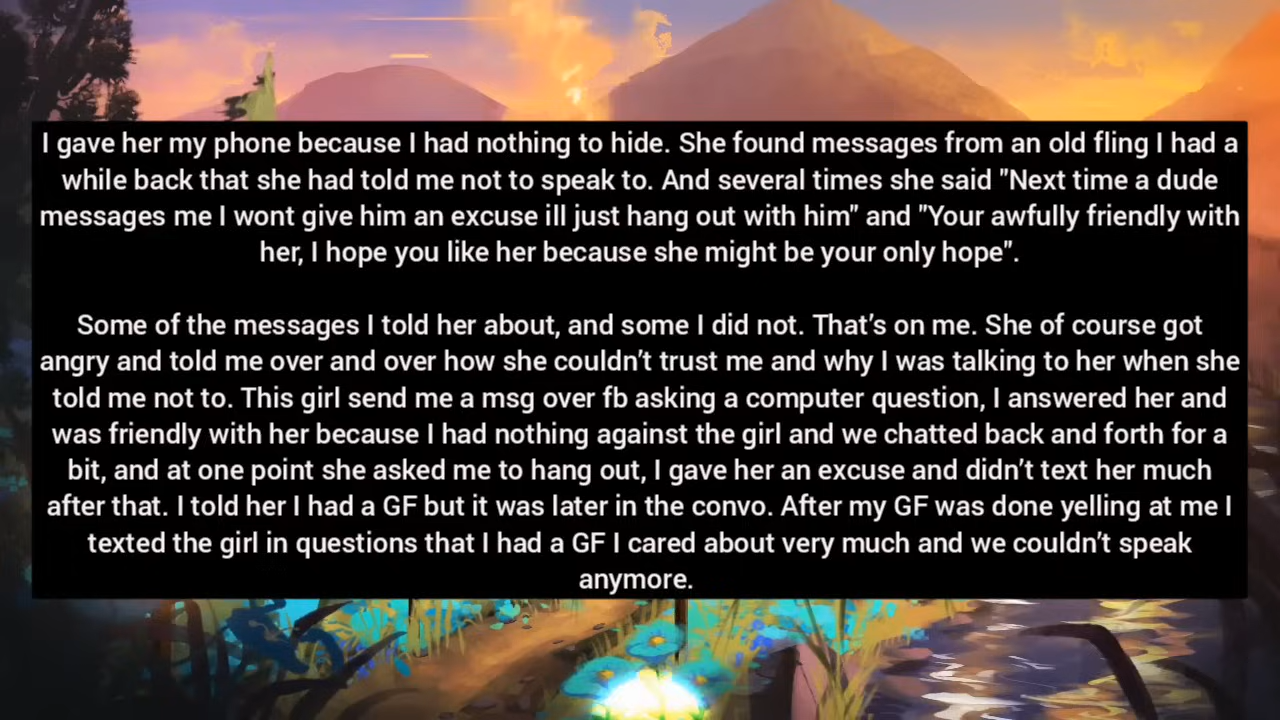 I gave her my phone because I had nothing to hide. She found messages from an old fling I had a
while back that she had told me not to speak to. And several times she said "Next time a dude
messages me I wont give him an excuse ill just hang out with him" and "Your awfully friendly with
her, I hope you like her because she might be your only hope".
Some of the messages I told her about, and some I did not. That’s on me. She of course got
angry and told me over and over how she couldn’t trust me and why I was talking to her when she
told me not to. This girl send me a msg over fb asking a computer question, I answered her and
was friendly with her because I had nothing against the girl and we chatted back and forth for a
bit, and at one point she asked me to hang out, I gave her an excuse and didn’t text her much
after that. I told her I had a GF but it was later in the convo. After my GF was done yelling at me I
texted the girl in questions that I had a GF I cared about very much and we couldn’t speak
anymore.